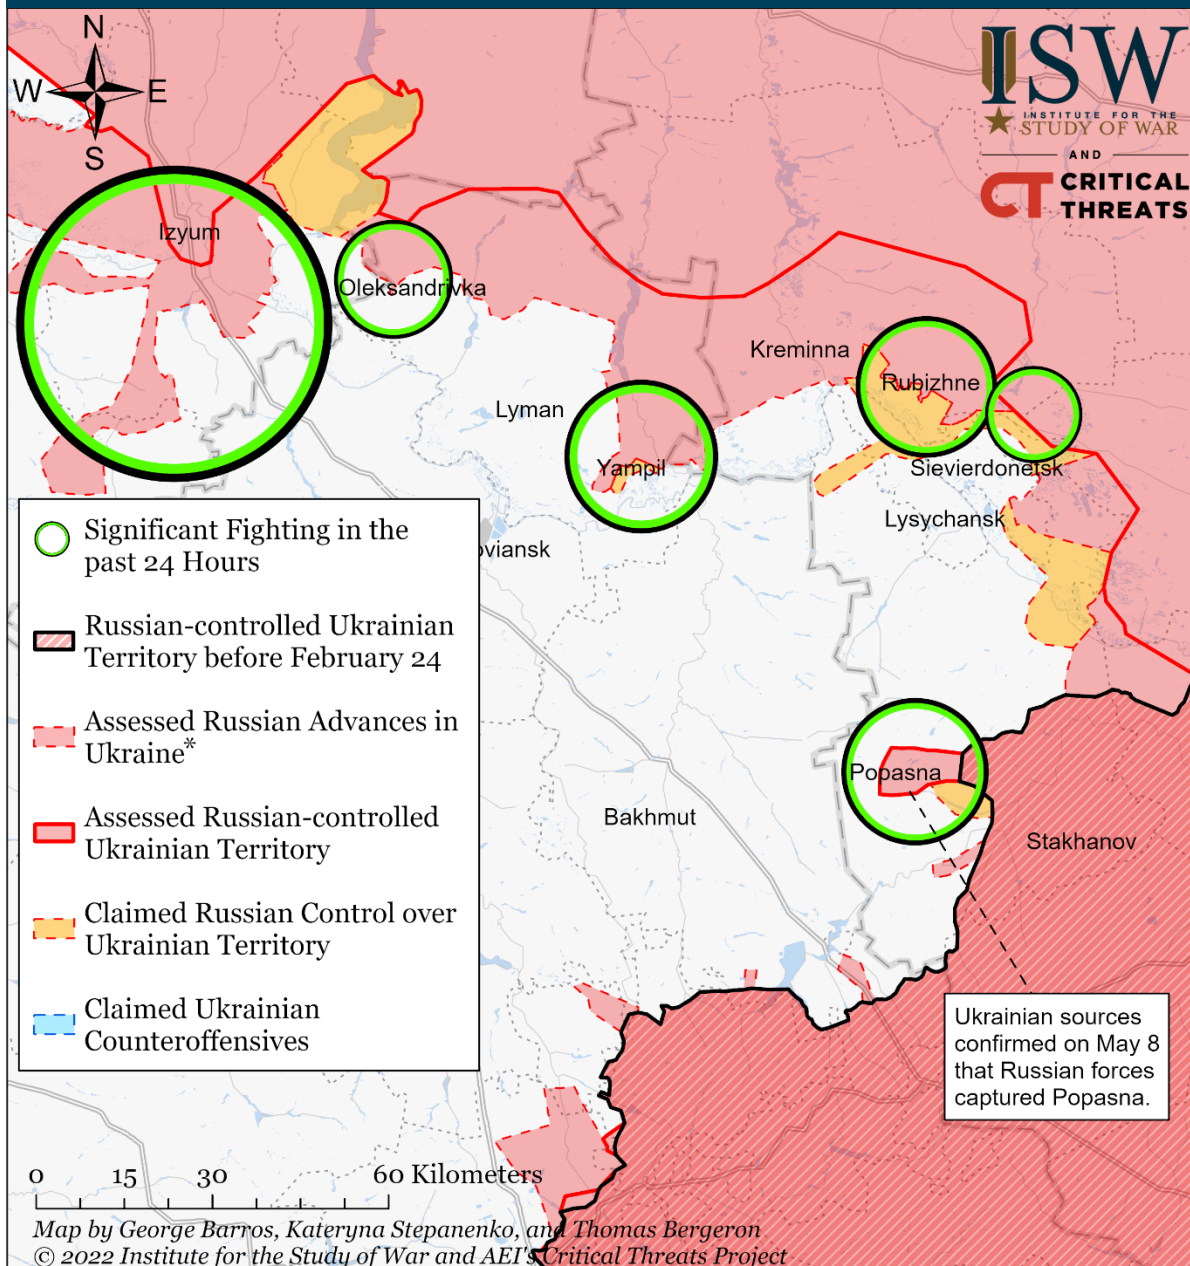 N
W
E
S
ISW
INSTITUTE FOR THE
STUDY OF WAR
AND
CT CRITICAL
THREATS
Izyum
Oleksandrivka
Kreminna
Rubizhne
Lyman
Yampil
Sievierdonetsk
Lysychansk
oviansk
Popasna
Bakhmut
Stakhanov
Significant Fighting in the
past 24 Hours
Russian-controlled Ukrainian
Territory before February 24
Assessed Russian Advances in
Ukraine*
Assessed Russian-controlled
Ukrainian Territory
Claimed Russian Control over
Ukrainian Territory
Claimed Ukrainian
Counteroffensives
Ukrainian sources
confirmed on May 8
that Russian forces
captured Popasna.
0 15 30 60 Kilometers
Map by George Barros, Kateryna Stepanenko, and Thomas Bergeron
© 2022 Institute for the Study of War and AEI's Critical Threats Project